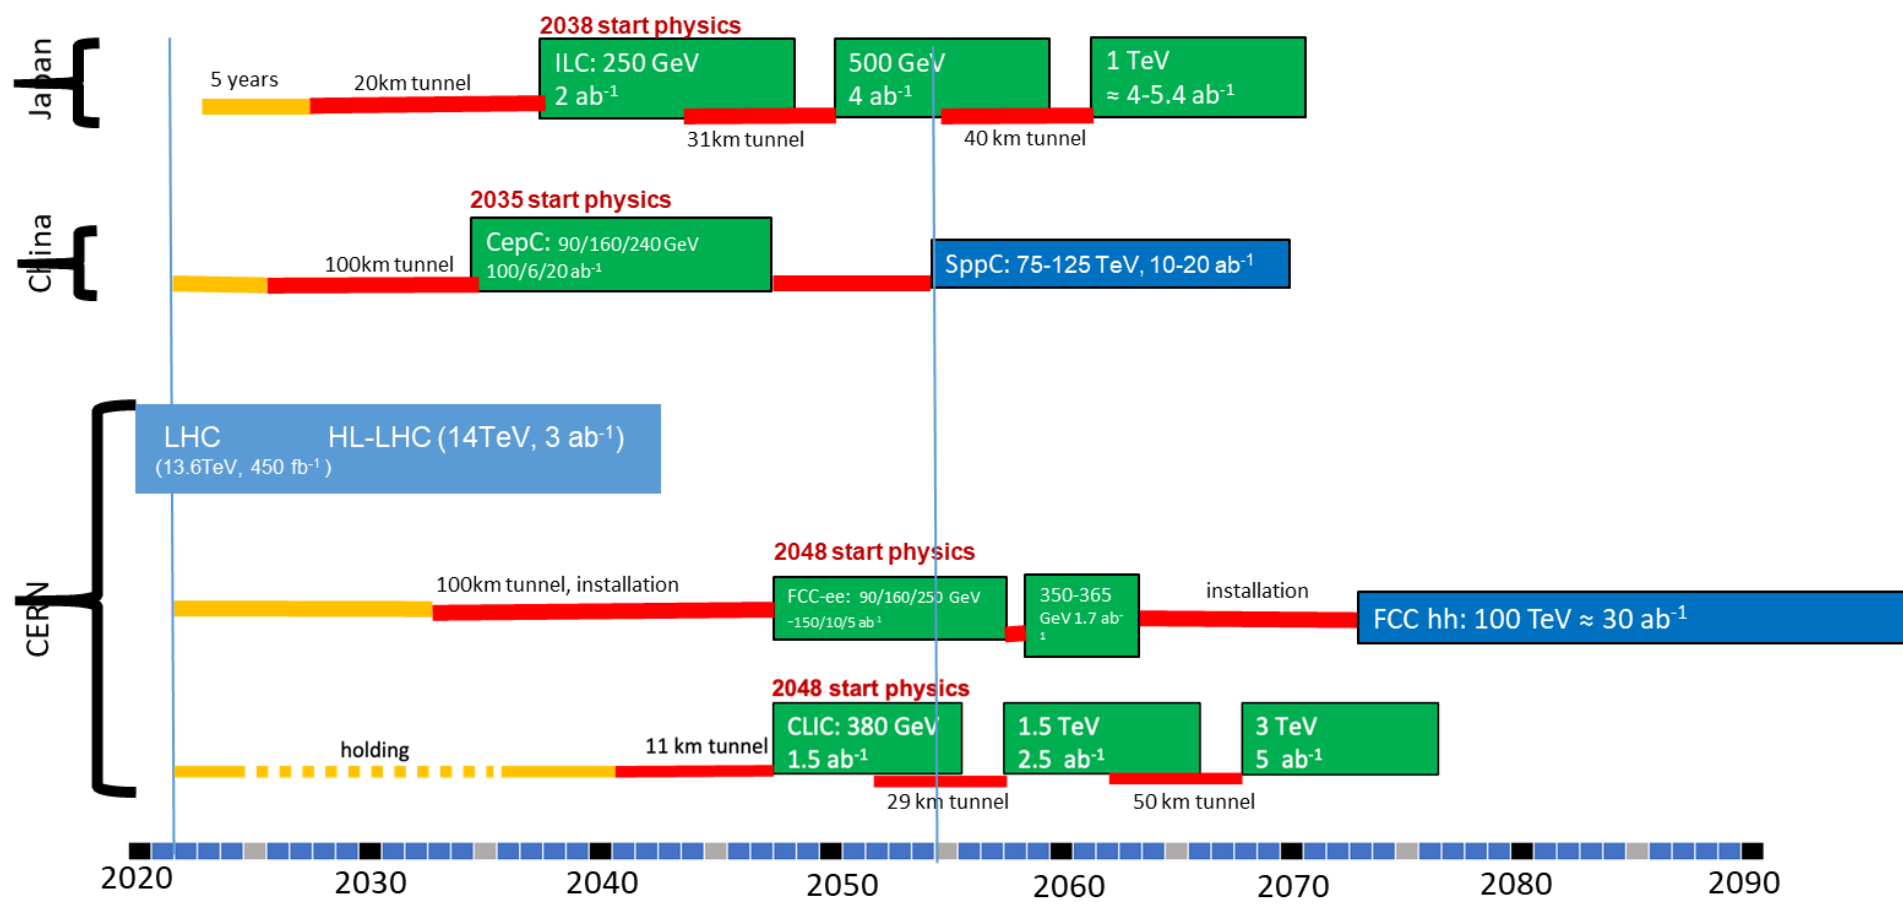 Japan
2038 start physics
5 years
20km tunnel
ILC: 250 GeV
2 ab-1
31km tunnel
500 GeV
4 ab-1
40 km tunnel
1 TeV
≈ 4-5.4 ab-1
China
2035 start physics
100km tunnel
CepC: 90/160/240 GeV
100/6/20 ab-1
SppC: 75-125 TeV, 10-20 ab-1
CERN
LHC HL-LHC (14TeV, 3 ab-1)
(13.6TeV, 450 fb-1 )
2048 start physics
100km tunnel, installation
FCC-ee: 90/160/250 GeV
~150/10/5 ab-1
350-365
GeV 1.7 ab-
1
installation
FCC hh: 100 TeV ≈ 30 ab-1
2048 start physics
holding
11 km tunnel
CLIC: 380 GeV
1.5 ab-1
29 km tunnel
1.5 TeV
2.5 ab-1
50 km tunnel
3 TeV
5 ab-1
2020 2030 2040 2050 2060 2070 2080 2090